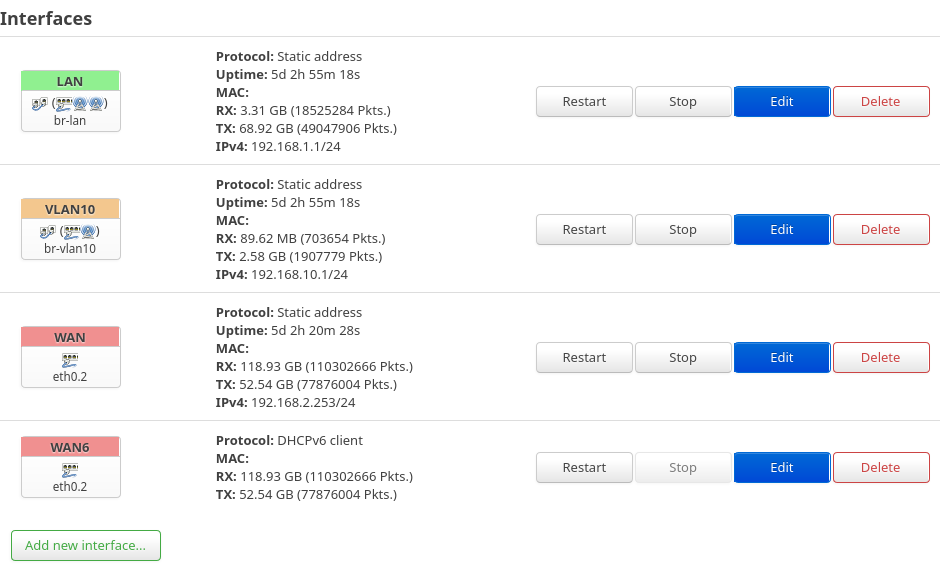 Interfaces
LAN
br-lan
Protocol: Static address
Uptime: 5d 2h 55m 18s
MAC:
RX: 3.31 GB (18525284 Pkts.)
TX: 68.92 GB (49047906 Pkts.)
IPv4: 192.168.1.1/24
Restart Stop Edit Delete
VLAN10
br-vlan10
Protocol: Static address
Uptime: 5d 2h 55m 18s
MAC:
RX: 89.62 MB (703654 Pkts.)
TX: 2.58 GB (1907779 Pkts.)
IPv4: 192.168.10.1/24
Restart Stop Edit Delete
WAN
eth0.2
Protocol: Static address
Uptime: 5d 2h 20m 28s
MAC:
RX: 118.93 GB (110302666 Pkts.)
TX: 52.54 GB (77876004 Pkts.)
IPv4: 192.168.2.253/24
Restart Stop Edit Delete
WAN6
eth0.2
Protocol: DHCPv6 client
MAC:
RX: 118.93 GB (110302666 Pkts.)
TX: 52.54 GB (77876004 Pkts.)
Restart Stop Edit Delete
Add new interface...